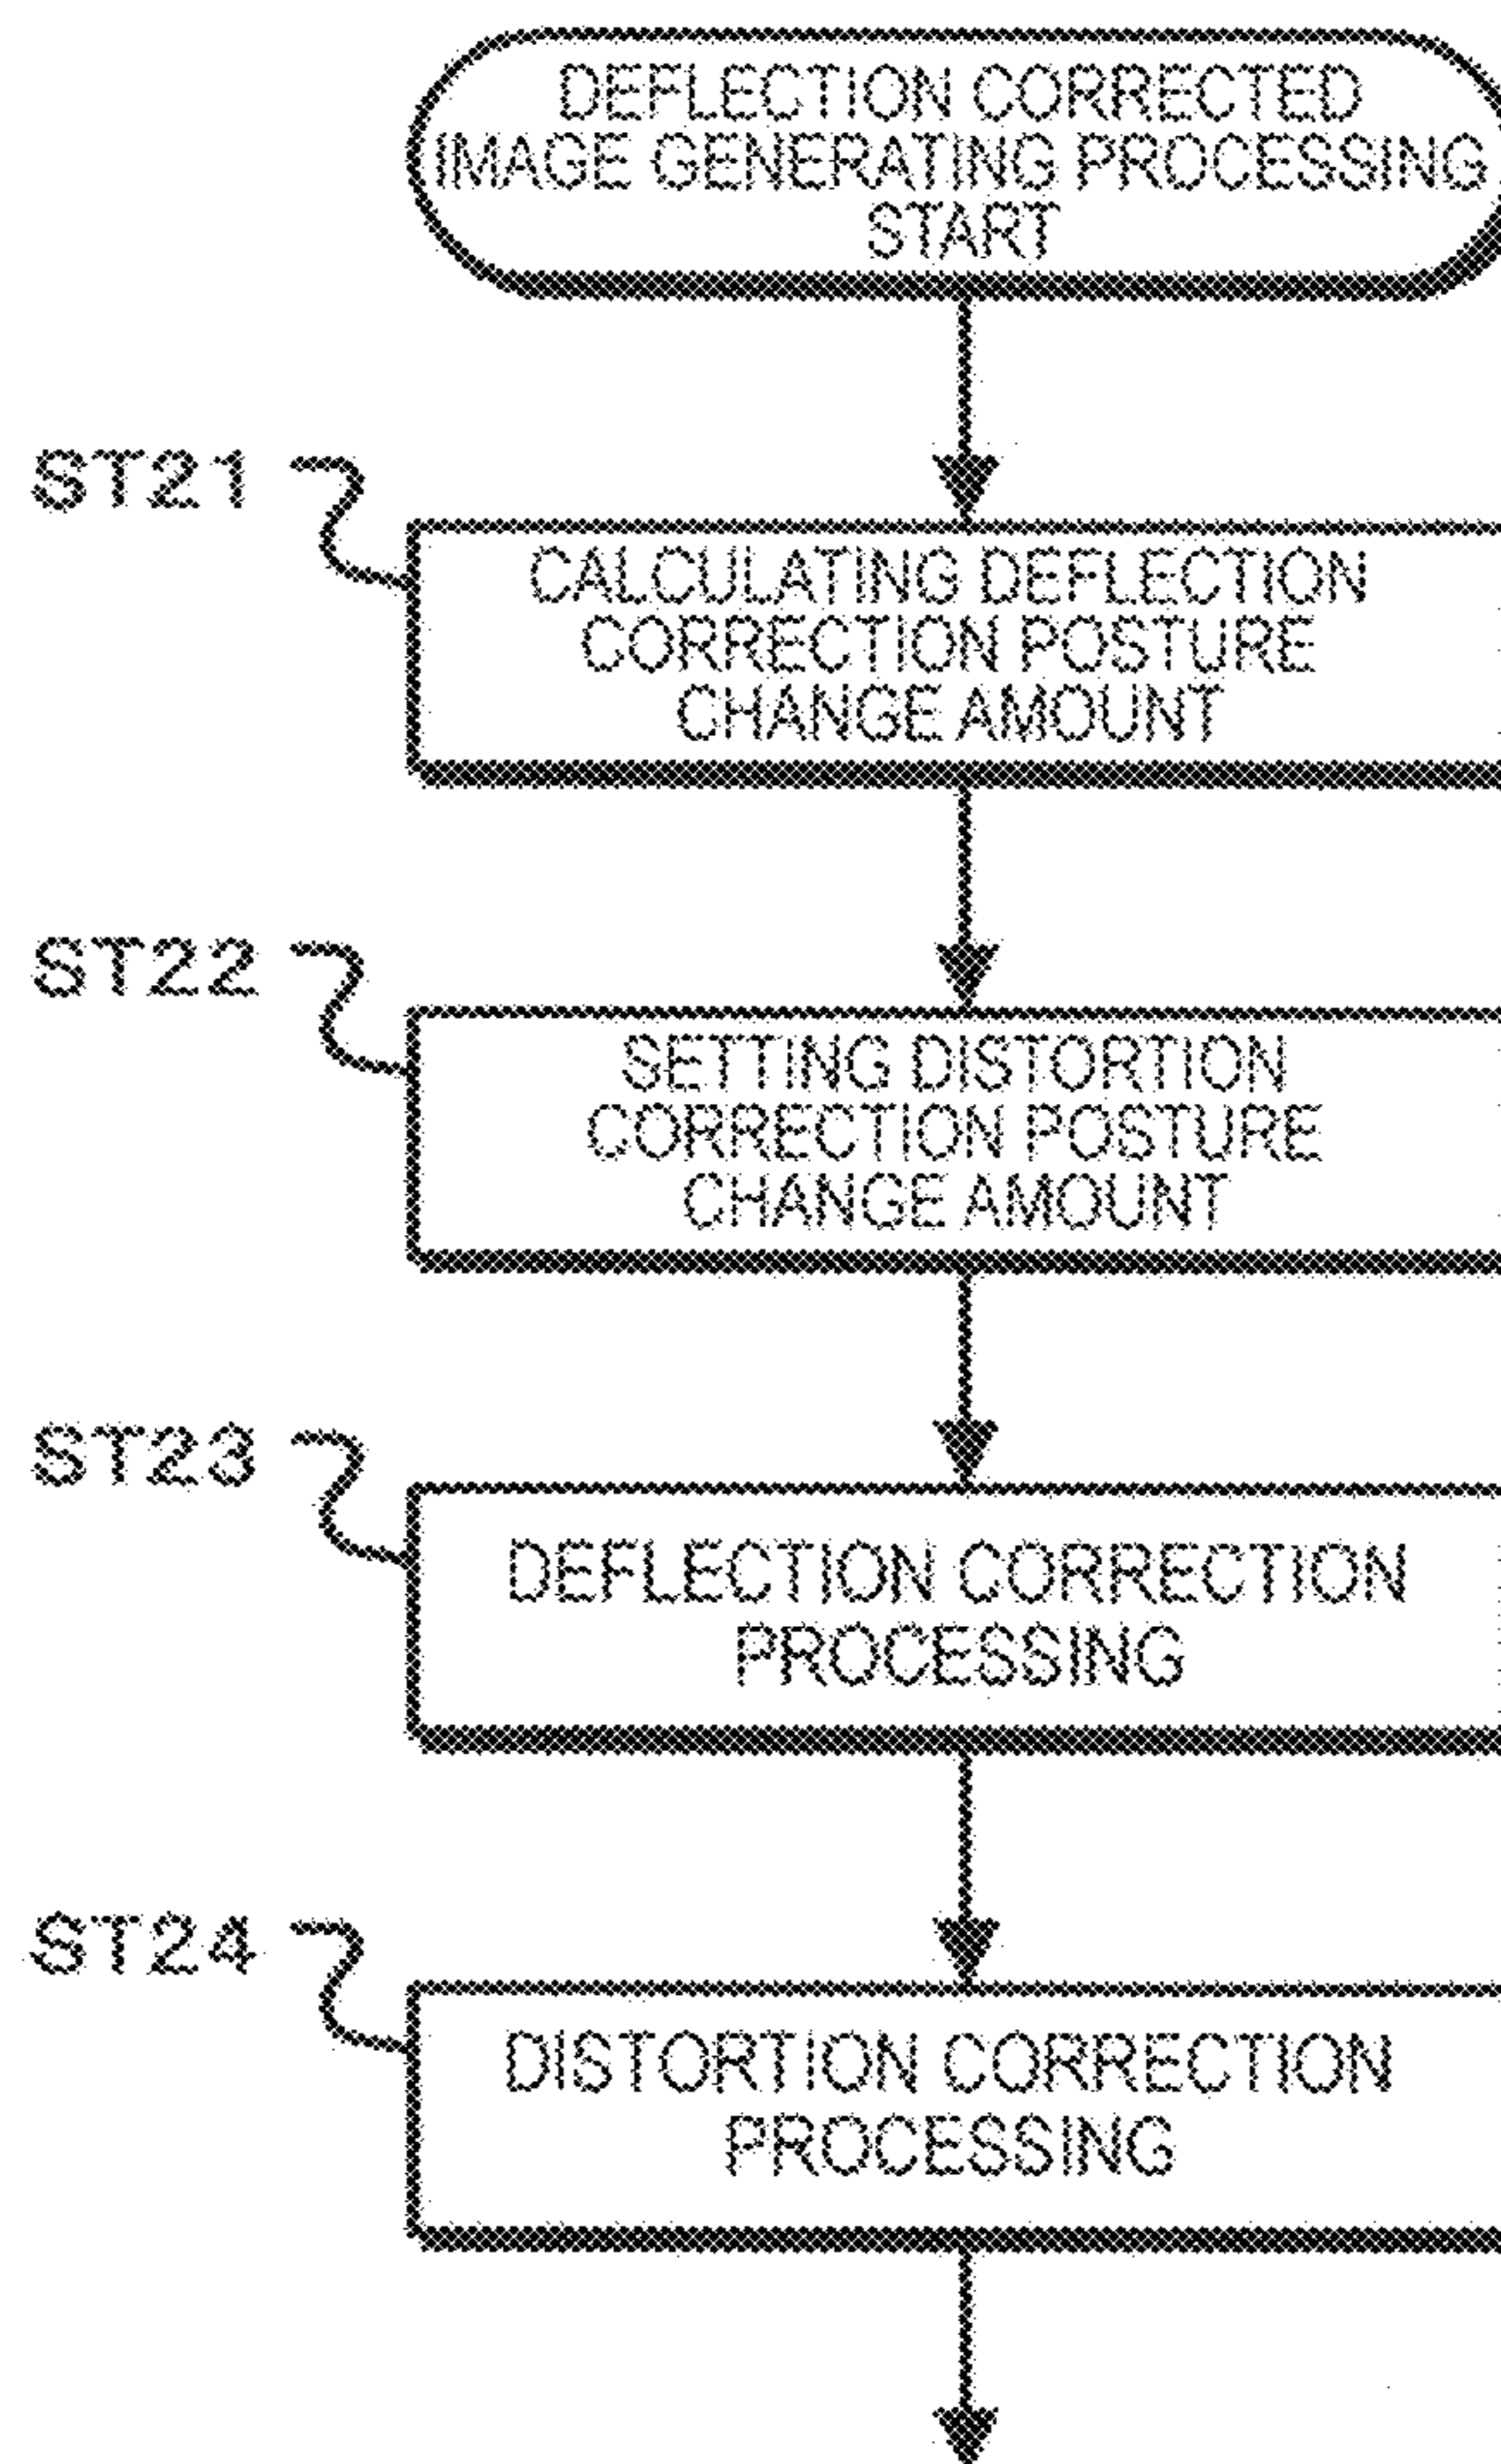 DEFLECTION CORRECTED
IMAGE GENERATING PROCESSING
START
ST21
CALCULATING DEFLECTION
CORRECTION POSTURE
CHANGE AMOUNT
ST22
SETTING DISTORTION
CORRECTION POSTURE
CHANGE AMOUNT
ST23
DEFLECTION CORRECTION
PROCESSING
ST24
DISTORTION CORRECTION
PROCESSING